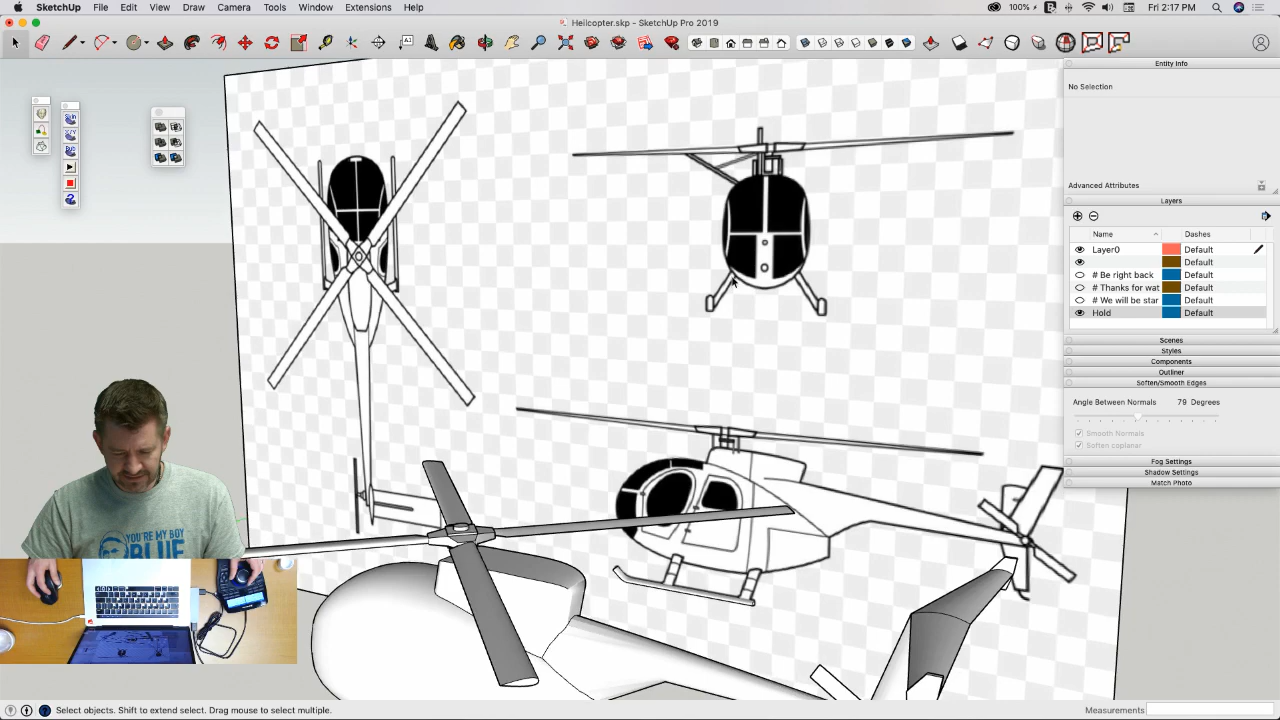 SketchUp File Edit View Draw Camera Tools Window Extensions Help 100% Fri 2:17 PM
Heilcopter.skp - SketchUp Pro 2019
Entity Info
No Selection
Advanced Attributes
Layers
Name Dashes
Layer0 Default
Default
# Be right back Default
# Thanks for wat Default
# We will be star Default
Hold Default
Scenes
Styles
Components
Outliner
Soften/Smooth Edges
Angle Between Normals 79 Degrees
Smooth Normals
Soften coplanar
Fog Settings
Shadow Settings
Match Photo
YOU'RE MY BOY
BLUE
Select objects. Shift to extend select. Drag mouse to select multiple. Measurements